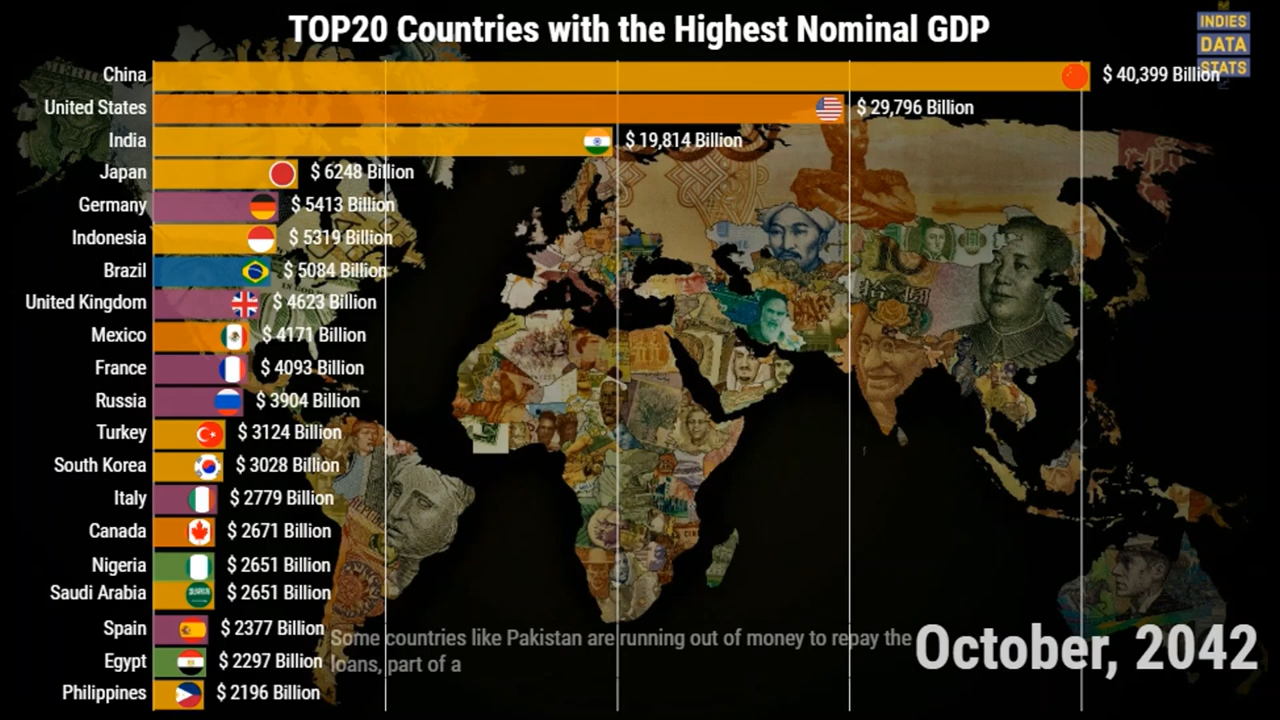 TOP20 Countries with the Highest Nominal GDP
INDIES
DATA
STATS
China $ 40,399 Billion
United States $ 29,796 Billion
India $ 19,814 Billion
Japan $ 6248 Billion
Germany $ 5413 Billion
Indonesia $ 5319 Billion
Brazil $ 5084 Billion
United Kingdom $ 4623 Billion
Mexico $ 4171 Billion
France $ 4093 Billion
Russia $ 3904 Billion
Turkey $ 3124 Billion
South Korea $ 3028 Billion
Italy $ 2779 Billion
Canada $ 2671 Billion
Nigeria $ 2651 Billion
Saudi Arabia $ 2651 Billion
Spain $ 2377 Billion
Egypt $ 2297 Billion
Philippines $ 2196 Billion
Some countries like Pakistan are running out of money to repay the
loans, part of a
October, 2042